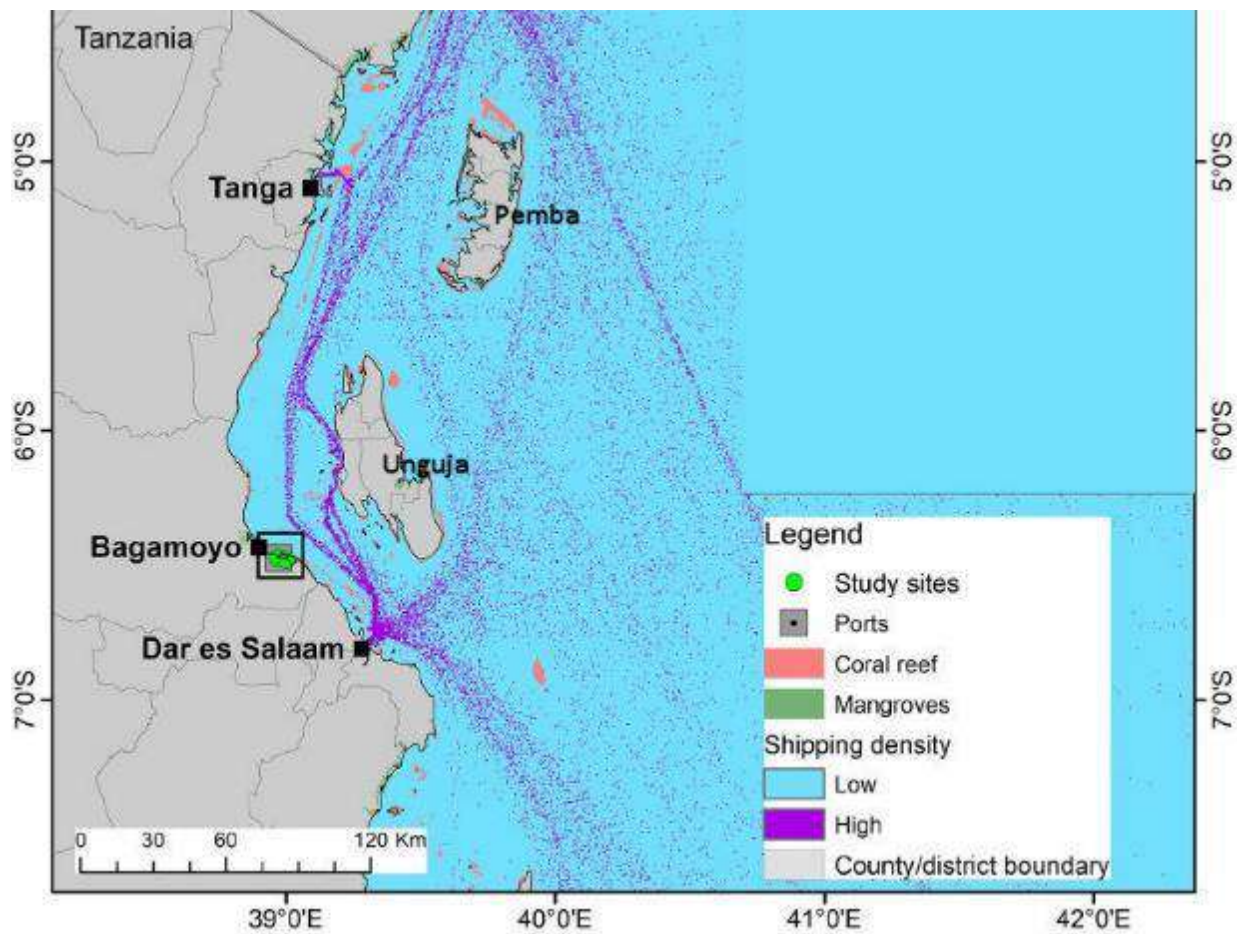 Tanzania
5°0'S
5°0'S
Tanga
Pemba
6°0'S
6°0'S
Unguja
Bagamoyo
Dar es Salaam
7°0'S
7°0'S
Legend
Study sites
Ports
Coral reef
Mangroves
Shipping density
Low
High
County/district boundary
0 30 60 120 Km
39°0'E 40°0'E 41°0'E 42°0'E